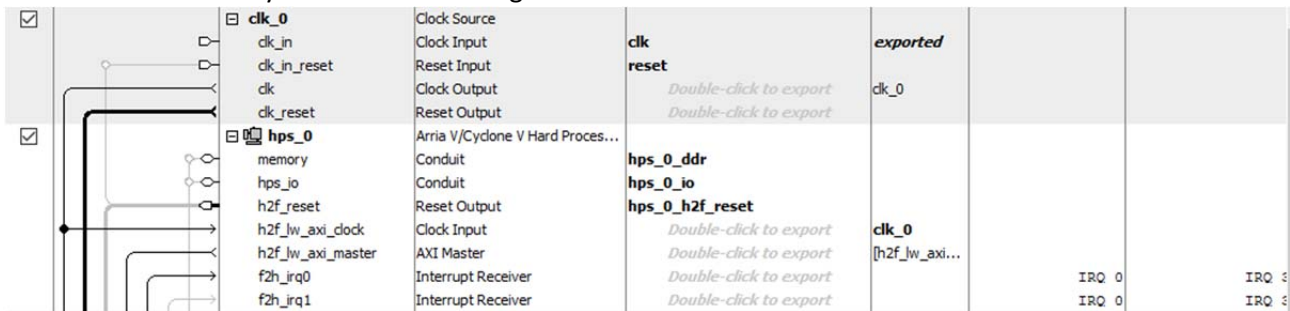 clk_0 Clock Source
clk_in Clock Input clk exported
clk_in_reset Reset Input reset
clk Clock Output Double-click to export clk_0
clk_reset Reset Output Double-click to export
hps_0 Arria V/Cyclone V Hard Proces...
memory Conduit hps_0_ddr
hps_io Conduit hps_0_io
h2f_reset Reset Output hps_0_h2f_reset
h2f_lw_axi_clock Clock Input Double-click to export clk_0
h2f_lw_axi_master AXI Master Double-click to export [h2f_lw_axi...
f2h_irq0 Interrupt Receiver Double-click to export IRQ 0 IRQ 3
f2h_irq1 Interrupt Receiver Double-click to export IRQ 0 IRQ 3